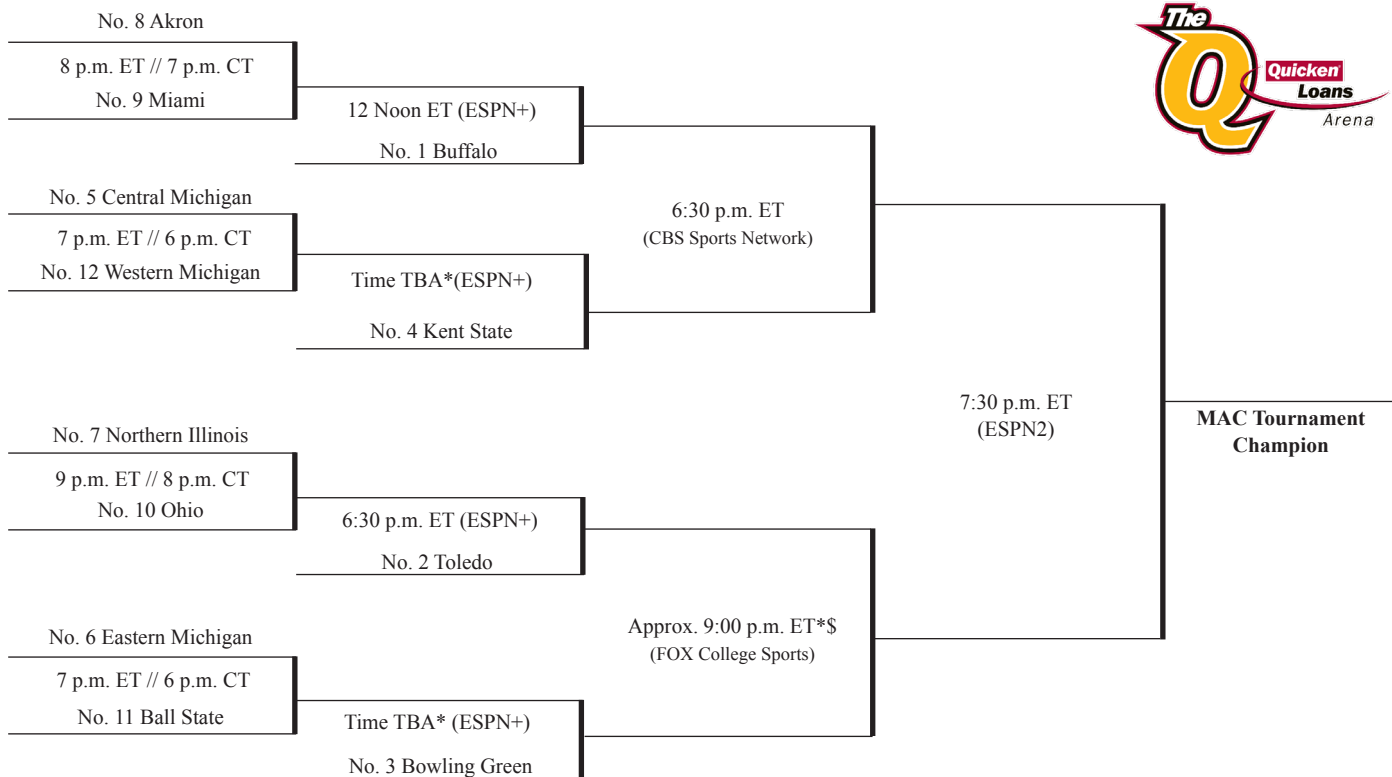 No. 8 Akron
8 p.m. ET // 7 p.m. CT
No. 9 Miami
12 Noon ET (ESPN+)
No. 1 Buffalo
No. 5 Central Michigan
7 p.m. ET // 6 p.m. CT
No. 12 Western Michigan
Time TBA*(ESPN+)
No. 4 Kent State
6:30 p.m. ET
(CBS Sports Network)
No. 7 Northern Illinois
9 p.m. ET // 8 p.m. CT
No. 10 Ohio
6:30 p.m. ET (ESPN+)
No. 2 Toledo
No. 6 Eastern Michigan
7 p.m. ET // 6 p.m. CT
No. 11 Ball State
Time TBA* (ESPN+)
No. 3 Bowling Green
Approx. 9:00 p.m. ET*$
(FOX College Sports)
7:30 p.m. ET
(ESPN2)
MAC Tournament
Champion
The
Q
Quicken
Loans
Arena